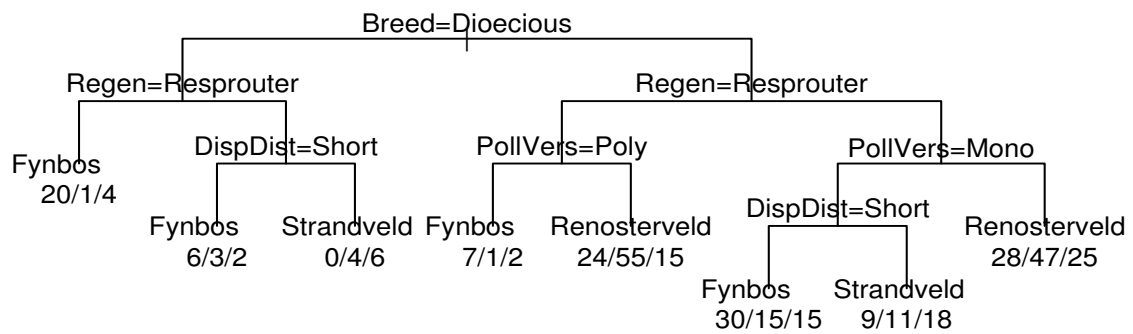 Breed=Dioecious
Regen=Resprouter
Regen=Resprouter
DispDist=Short
PollVers=Poly
PollVers=Mono
Fynbos
20/1/4
DispDist=Short
Fynbos
6/3/2
Strandveld
0/4/6
Fynbos
7/1/2
Renosterveld
24/55/15
Renosterveld
28/47/25
Fynbos
30/15/15
Strandveld
9/11/18